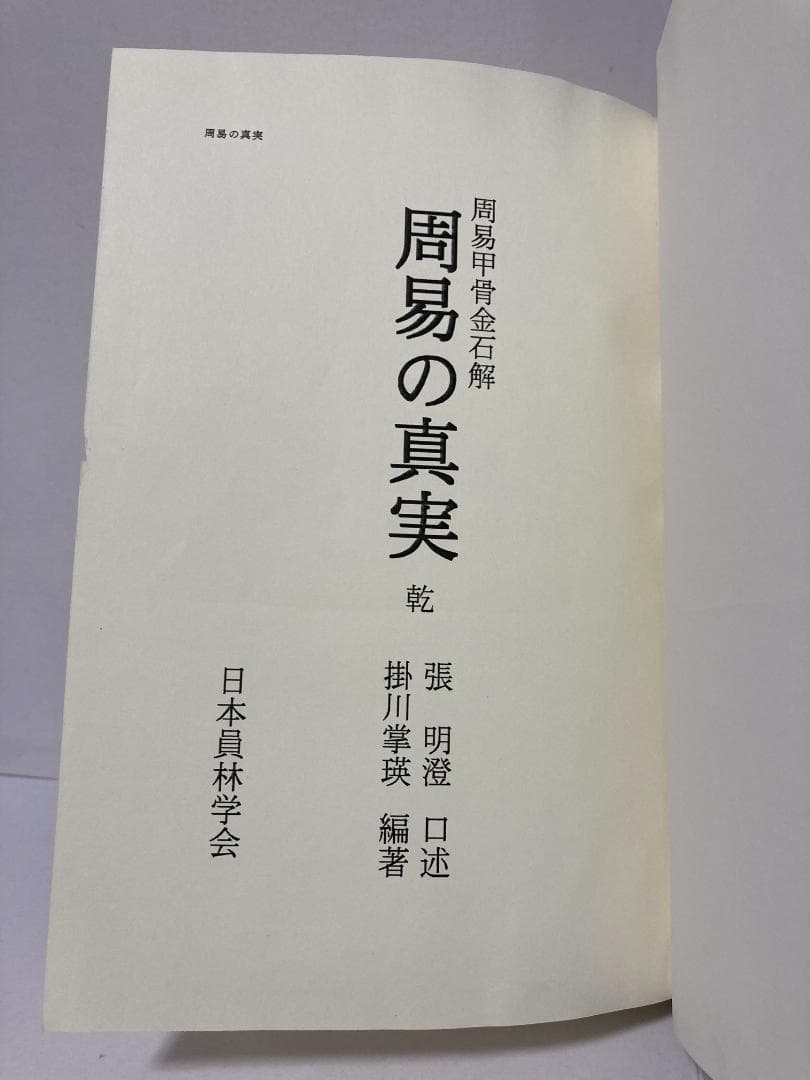 周易の真実
周易甲骨金石解
周易の真実 乾
張 明澄 口述
掛川掌瑛 編著
日本員林学会